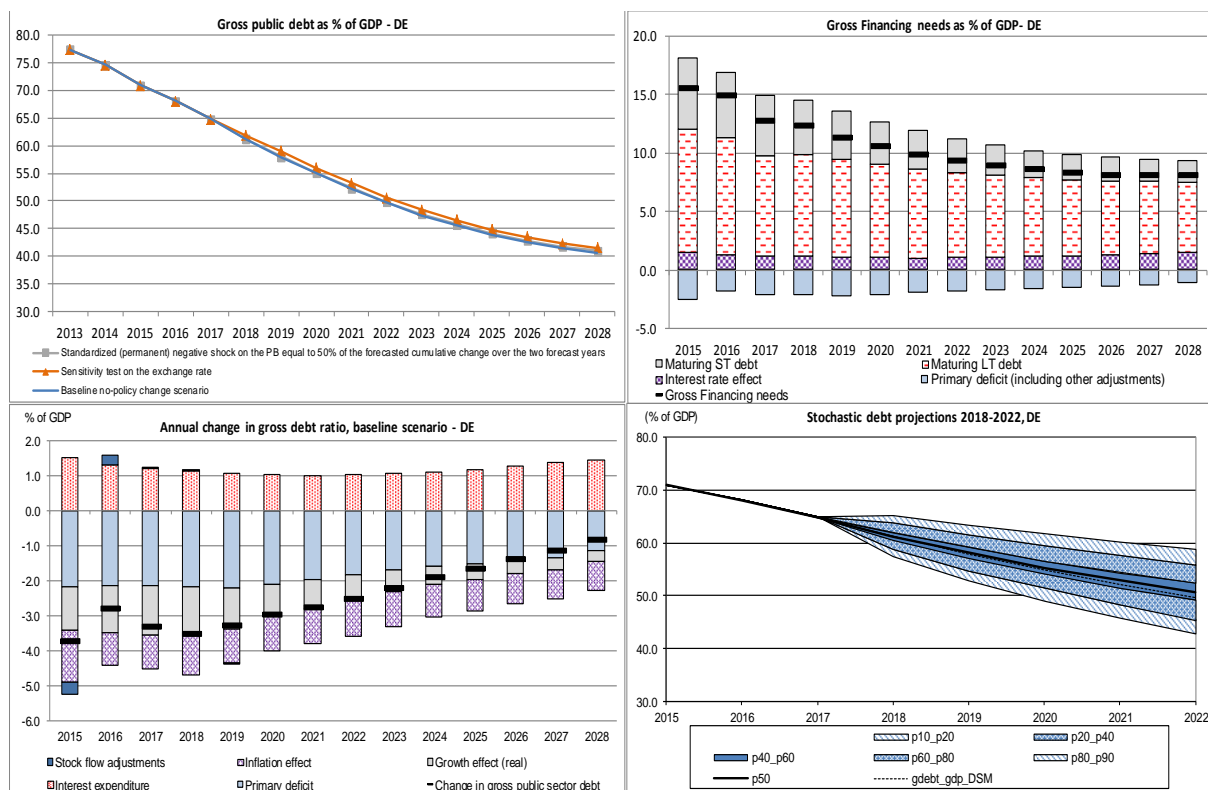 Gross public debt as % of GDP - DE
80.0
75.0
70.0
65.0
60.0
55.0
50.0
45.0
40.0
35.0
30.0
2013 2014 2015 2016 2017 2018 2019 2020 2021 2022 2023 2024 2025 2026 2027 2028
Standardized (permanent) negative shock on the PB equal to 50% of the forecasted cumulative change over the two forecast years
Sensitivity test on the exchange rate
Baseline no-policy change scenario
Gross Financing needs as % of GDP- DE
20.0
15.0
10.0
5.0
0.0
-5.0
2015 2016 2017 2018 2019 2020 2021 2022 2023 2024 2025 2026 2027 2028
Maturing ST debt Maturing LT debt
Interest rate effect Primary deficit (including other adjustments)
Gross Financing needs
% of GDP
Annual change in gross debt ratio, baseline scenario - DE
2.0
1.0
0.0
-1.0
-2.0
-3.0
-4.0
-5.0
-6.0
2015 2016 2017 2018 2019 2020 2021 2022 2023 2024 2025 2026 2027 2028
Stock flow adjustments Inflation effect Growth effect (real)
Interest expenditure Primary deficit Change in gross public sector debt
(% of GDP)
Stochastic debt projections 2018-2022, DE
80.0
70.0
60.0
50.0
40.0
30.0
2015 2016 2017 2018 2019 2020 2021 2022
p10_p20 p20_p40
p40_p60 p60_p80 p80_p90
p50 gdebt_gdp_DSM